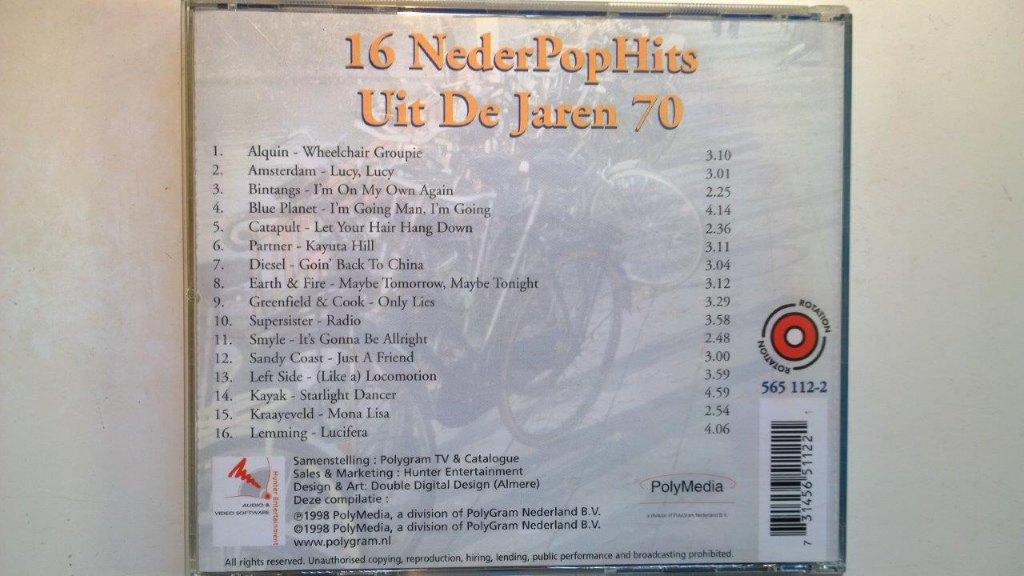 16 NederPopHits
Uit De Jaren 70
1. Alquin - Wheelchair Groupie 3.10
2. Amsterdam - Lucy, Lucy 3.01
3. Bintangs - I'm On My Own Again 2.25
4. Blue Planet - I'm Going Man, I'm Going 4.14
5. Catapult - Let Your Hair Hang Down 2.36
6. Partner - Kayuta Hill 3.11
7. Diesel - Goin' Back To China 3.04
8. Earth & Fire - Maybe Tomorrow, Maybe Tonight 3.12
9. Greenfield & Cook - Only Lies 3.29
10. Supersister - Radio 3.58
11. Smyle - It's Gonna Be Allright 2.48
12. Sandy Coast - Just A Friend 3.00
13. Left Side - (Like a) Locomotion 3.59
14. Kayak - Starlight Dancer 4.59
15. Kraayeveld - Mona Lisa 2.54
16. Lemming - Lucifera 4.06
ROTATION
ROTATION
565 112-2
Hunter Entertainment
AUDIO &
VIDEO SOFTWARE
Samenstelling : Polygram TV & Catalogue
Sales & Marketing : Hunter Entertainment
Design & Art: Double Digital Design (Almere)
Deze compilatie :
℗1998 PolyMedia, a division of PolyGram Nederland B.V.
©1998 PolyMedia, a division of PolyGram Nederland B.V.
www.polygram.nl
PolyMedia
a division of PolyGram Nederland B.V.
7 31456 51122 1
All rights reserved. Unauthorised copying, reproduction, hiring, lending, public performance and broadcasting prohibited.